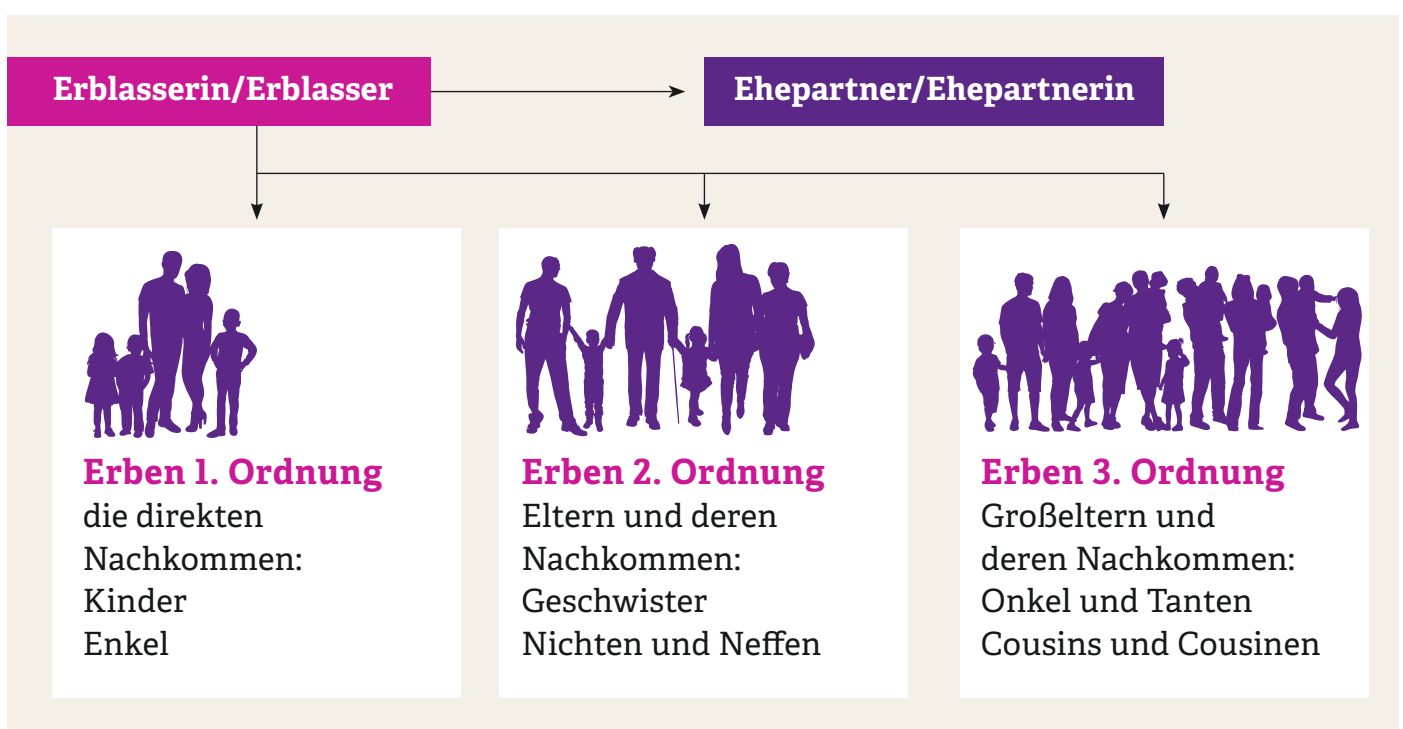 Erblasserin/Erblasser
Ehepartner/Ehepartnerin
Erben 1. Ordnung
die direkten
Nachkommen:
Kinder
Enkel
Erben 2. Ordnung
Eltern und deren
Nachkommen:
Geschwister
Nichten und Neffen
Erben 3. Ordnung
Großeltern und
deren Nachkommen:
Onkel und Tanten
Cousins und Cousinen